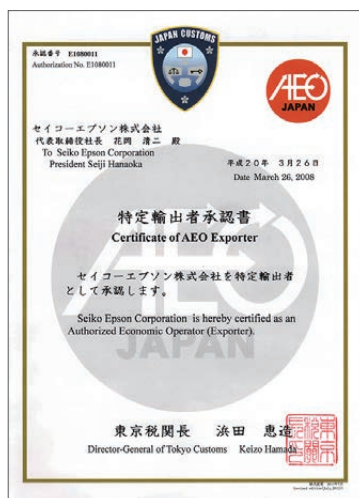 JAPAN CUSTOMS
承認番号 E1080011
Authorization No. E1080011
AEO
JAPAN
セイコーエプソン株式会社
代表取締役社長 花岡 清二 殿
To Seiko Epson Corporation
President Seiji Hanaoka
平成20年 3月26日
Date March 26, 2008
特定輸出者承認書
Certificate of AEO Exporter
セイコーエプソン株式会社を特定輸出者
として承認します。
Seiko Epson Corporation is hereby certified as an
Authorized Economic Operator (Exporter).
AEO
JAPAN
東京税関長 浜田 恵造
Director-General of Tokyo Customs Keizo Hamada